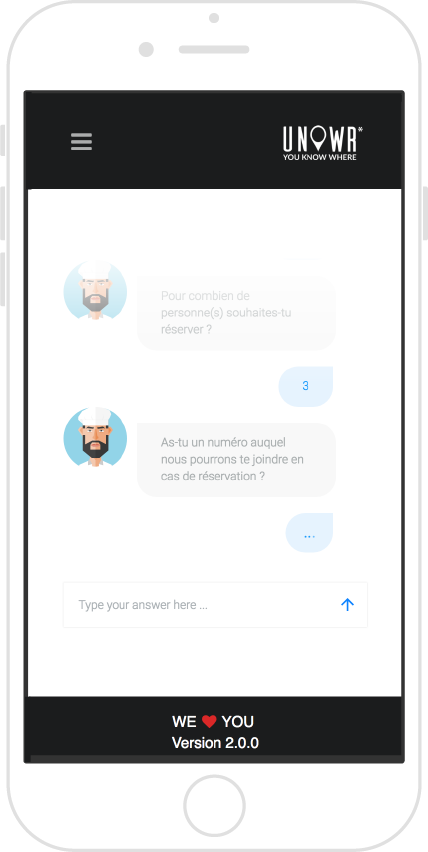 UNOWR*
YOU KNOW WHERE
Pour combien de
personne(s) souhaites-tu
réserver ?
3
As-tu un numéro auquel
nous pourrons te joindre en
cas de réservation ?
...
Type your answer here ...
WE ❤ YOU
Version 2.0.0